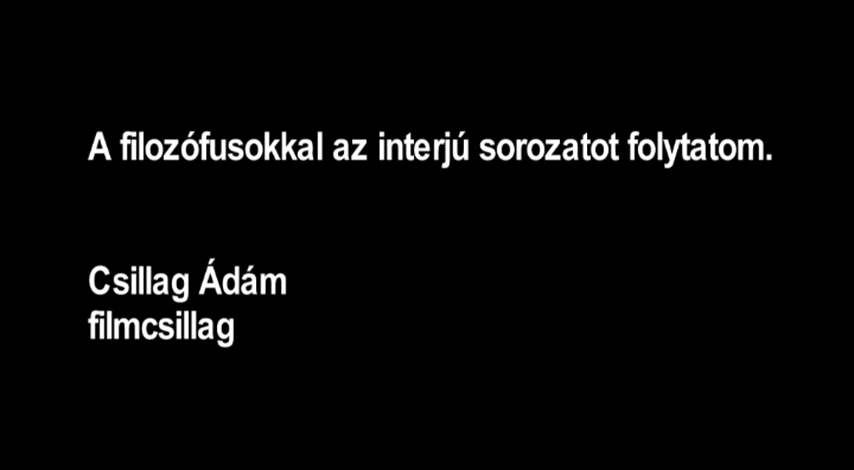 A filozófusokkal az interjú sorozatot folytatom.
Csillag Ádám
filmcsillag